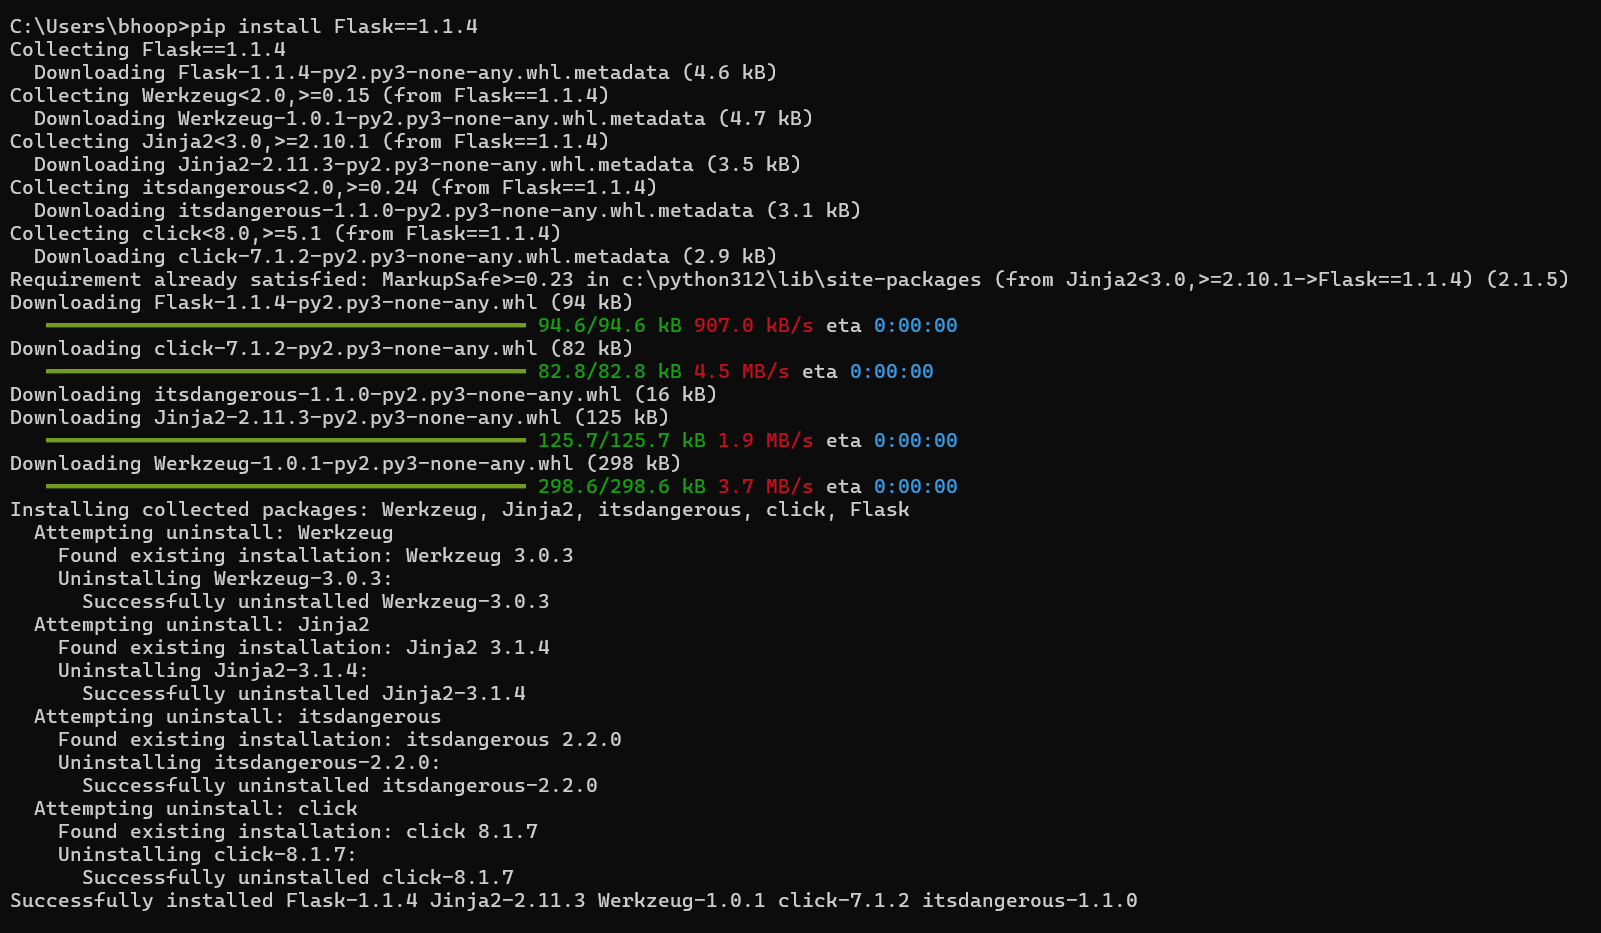 C:\Users\bhoop>pip install Flask==1.1.4
Collecting Flask==1.1.4
  Downloading Flask-1.1.4-py2.py3-none-any.whl.metadata (4.6 kB)
Collecting Werkzeug<2.0,>=0.15 (from Flask==1.1.4)
  Downloading Werkzeug-1.0.1-py2.py3-none-any.whl.metadata (4.7 kB)
Collecting Jinja2<3.0,>=2.10.1 (from Flask==1.1.4)
  Downloading Jinja2-2.11.3-py2.py3-none-any.whl.metadata (3.5 kB)
Collecting itsdangerous<2.0,>=0.24 (from Flask==1.1.4)
  Downloading itsdangerous-1.1.0-py2.py3-none-any.whl.metadata (3.1 kB)
Collecting click<8.0,>=5.1 (from Flask==1.1.4)
  Downloading click-7.1.2-py2.py3-none-any.whl.metadata (2.9 kB)
Requirement already satisfied: MarkupSafe>=0.23 in c:\python312\lib\site-packages (from Jinja2<3.0,>=2.10.1->Flask==1.1.4) (2.1.5)
Downloading Flask-1.1.4-py2.py3-none-any.whl (94 kB)
94.6/94.6 kB 907.0 kB/s eta 0:00:00
Downloading click-7.1.2-py2.py3-none-any.whl (82 kB)
82.8/82.8 kB 4.5 MB/s eta 0:00:00
Downloading itsdangerous-1.1.0-py2.py3-none-any.whl (16 kB)
Downloading Jinja2-2.11.3-py2.py3-none-any.whl (125 kB)
125.7/125.7 kB 1.9 MB/s eta 0:00:00
Downloading Werkzeug-1.0.1-py2.py3-none-any.whl (298 kB)
298.6/298.6 kB 3.7 MB/s eta 0:00:00
Installing collected packages: Werkzeug, Jinja2, itsdangerous, click, Flask
  Attempting uninstall: Werkzeug
    Found existing installation: Werkzeug 3.0.3
    Uninstalling Werkzeug-3.0.3:
      Successfully uninstalled Werkzeug-3.0.3
  Attempting uninstall: Jinja2
    Found existing installation: Jinja2 3.1.4
    Uninstalling Jinja2-3.1.4:
      Successfully uninstalled Jinja2-3.1.4
  Attempting uninstall: itsdangerous
    Found existing installation: itsdangerous 2.2.0
    Uninstalling itsdangerous-2.2.0:
      Successfully uninstalled itsdangerous-2.2.0
  Attempting uninstall: click
    Found existing installation: click 8.1.7
    Uninstalling click-8.1.7:
      Successfully uninstalled click-8.1.7
Successfully installed Flask-1.1.4 Jinja2-2.11.3 Werkzeug-1.0.1 click-7.1.2 itsdangerous-1.1.0